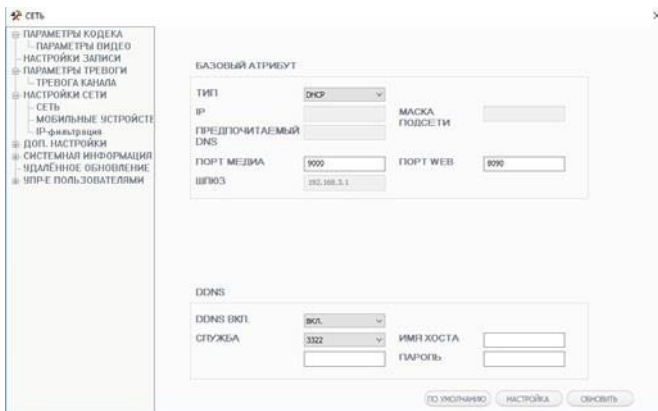 СЕТЬ
ПАРАМЕТРЫ КОДЕКА
ПАРАМЕТРЫ ВИДЕО
НАСТРОЙКИ ЗАПИСИ
ПАРАМЕТРЫ ТРЕВОГИ
ТРЕВОГА КАНАЛА
НАСТРОЙКИ СЕТИ
СЕТЬ
МОБИЛЬНЫЕ УСТРОЙСТВ
IP-фильтрация
ДОП. НАСТРОЙКИ
СИСТЕМНАЯ ИНФОРМАЦИЯ
УДАЛЁННОЕ ОБНОВЛЕНИЕ
УПР-Е ПОЛЬЗОВАТЕЛЯМИ
БАЗОВЫЙ АТРИБУТ
ТИП DHCP
IP МАСКА ПОДСЕТИ
ПРЕДПОЧИТАЕМЫЙ DNS
ПОРТ МЕДИА 9000 ПОРТ WEB 8090
ШЛЮЗ 192.168.3.1
DDNS
DDNS ВКЛ. ВКЛ.
СЛУЖБА 3322 ИМЯ ХОСТА
ПАРОЛЬ
ПО УМОЛЧАНИЮ НАСТРОЙКА ОБНОВИТЬ